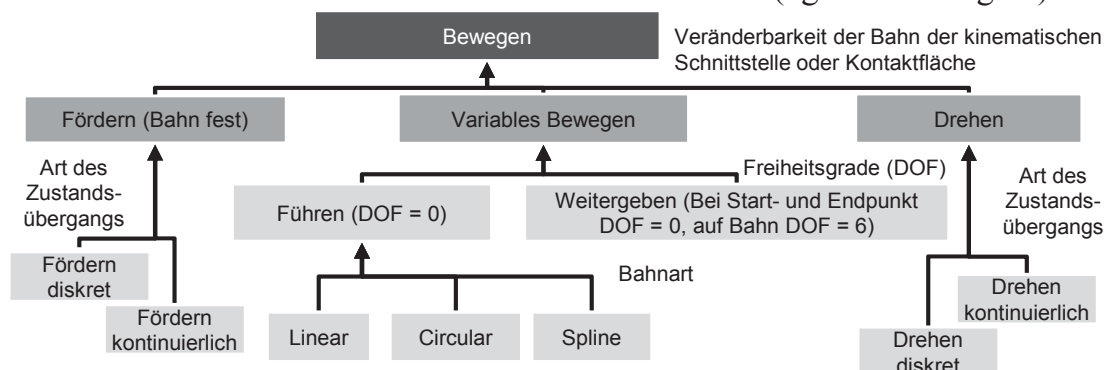 Bewegen
Veränderbarkeit der Bahn der kinematischen
Schnittstelle oder Kontaktfläche
Fördern (Bahn fest)
Variables Bewegen
Drehen
Art des
Zustands-
übergangs
Freiheitsgrade (DOF)
Art des
Zustands-
übergangs
Führen (DOF = 0)
Weitergeben (Bei Start- und Endpunkt
DOF = 0, auf Bahn DOF = 6)
Fördern
diskret
Bahnart
Drehen
kontinuierlich
Fördern
kontinuierlich
Linear
Circular
Spline
Drehen
diskret